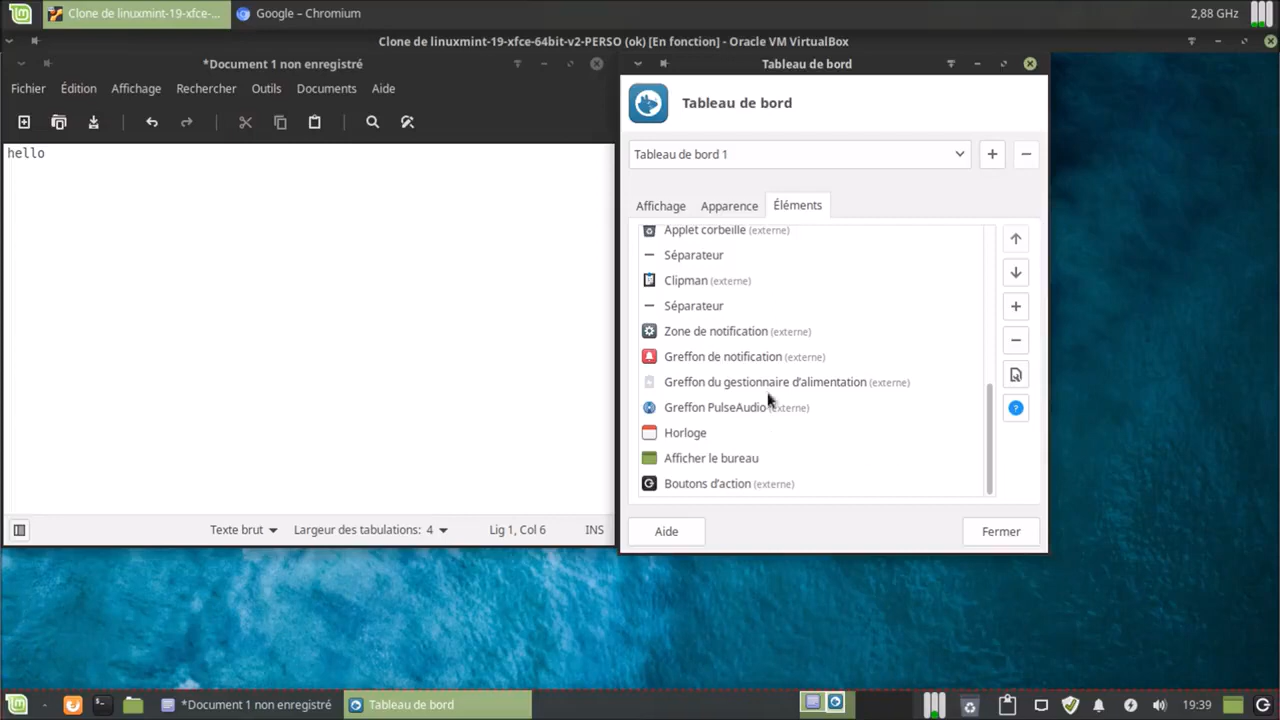 Clone de linuxmint-19-xfce-...
Google – Chromium
2,88 GHz
Clone de linuxmint-19-xfce-64bit-v2-PERSO (ok) [En fonction] - Oracle VM VirtualBox
*Document 1 non enregistré
Fichier Édition Affichage Rechercher Outils Documents Aide
hello
Texte brut Largeur des tabulations: 4 Lig 1, Col 6 INS
Tableau de bord
Tableau de bord
Tableau de bord 1
Affichage Apparence Éléments
Applet corbeille (externe)
Séparateur
Clipman (externe)
Séparateur
Zone de notification (externe)
Greffon de notification (externe)
Greffon du gestionnaire d'alimentation (externe)
Greffon PulseAudio (externe)
Horloge
Afficher le bureau
Boutons d'action (externe)
Aide Fermer
*Document 1 non enregistré Tableau de bord 19:39